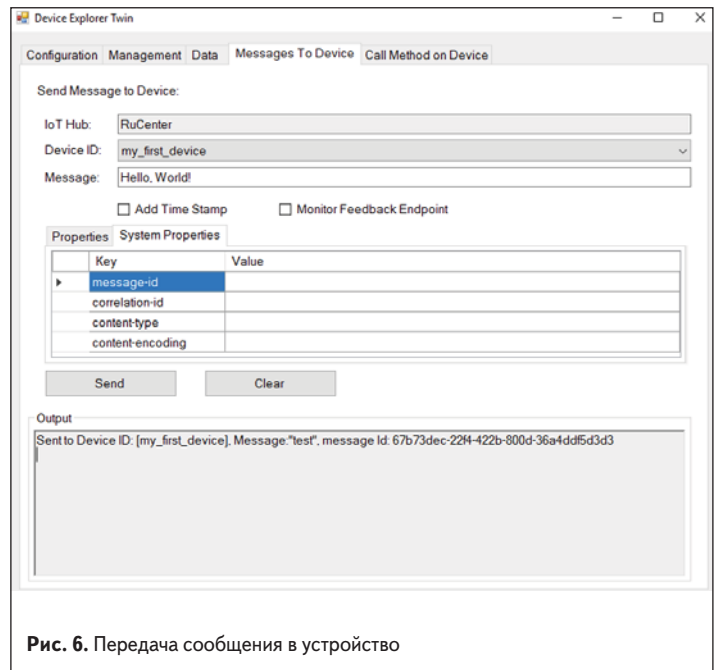 Device Explorer Twin
Configuration Management Data Messages To Device Call Method on Device
Send Message to Device:
IoT Hub: RuCenter
Device ID: my_first_device
Message: Hello, World!
Add Time Stamp Monitor Feedback Endpoint
Properties System Properties
Key Value
message-id
correlation-id
content-type
content-encoding
Send Clear
Output
Sent to Device ID: [my_first_device], Message:"test", message Id: 67b73dec-22f4-422b-800d-36a4ddf5d3d3
Рис. 6. Передача сообщения в устройство